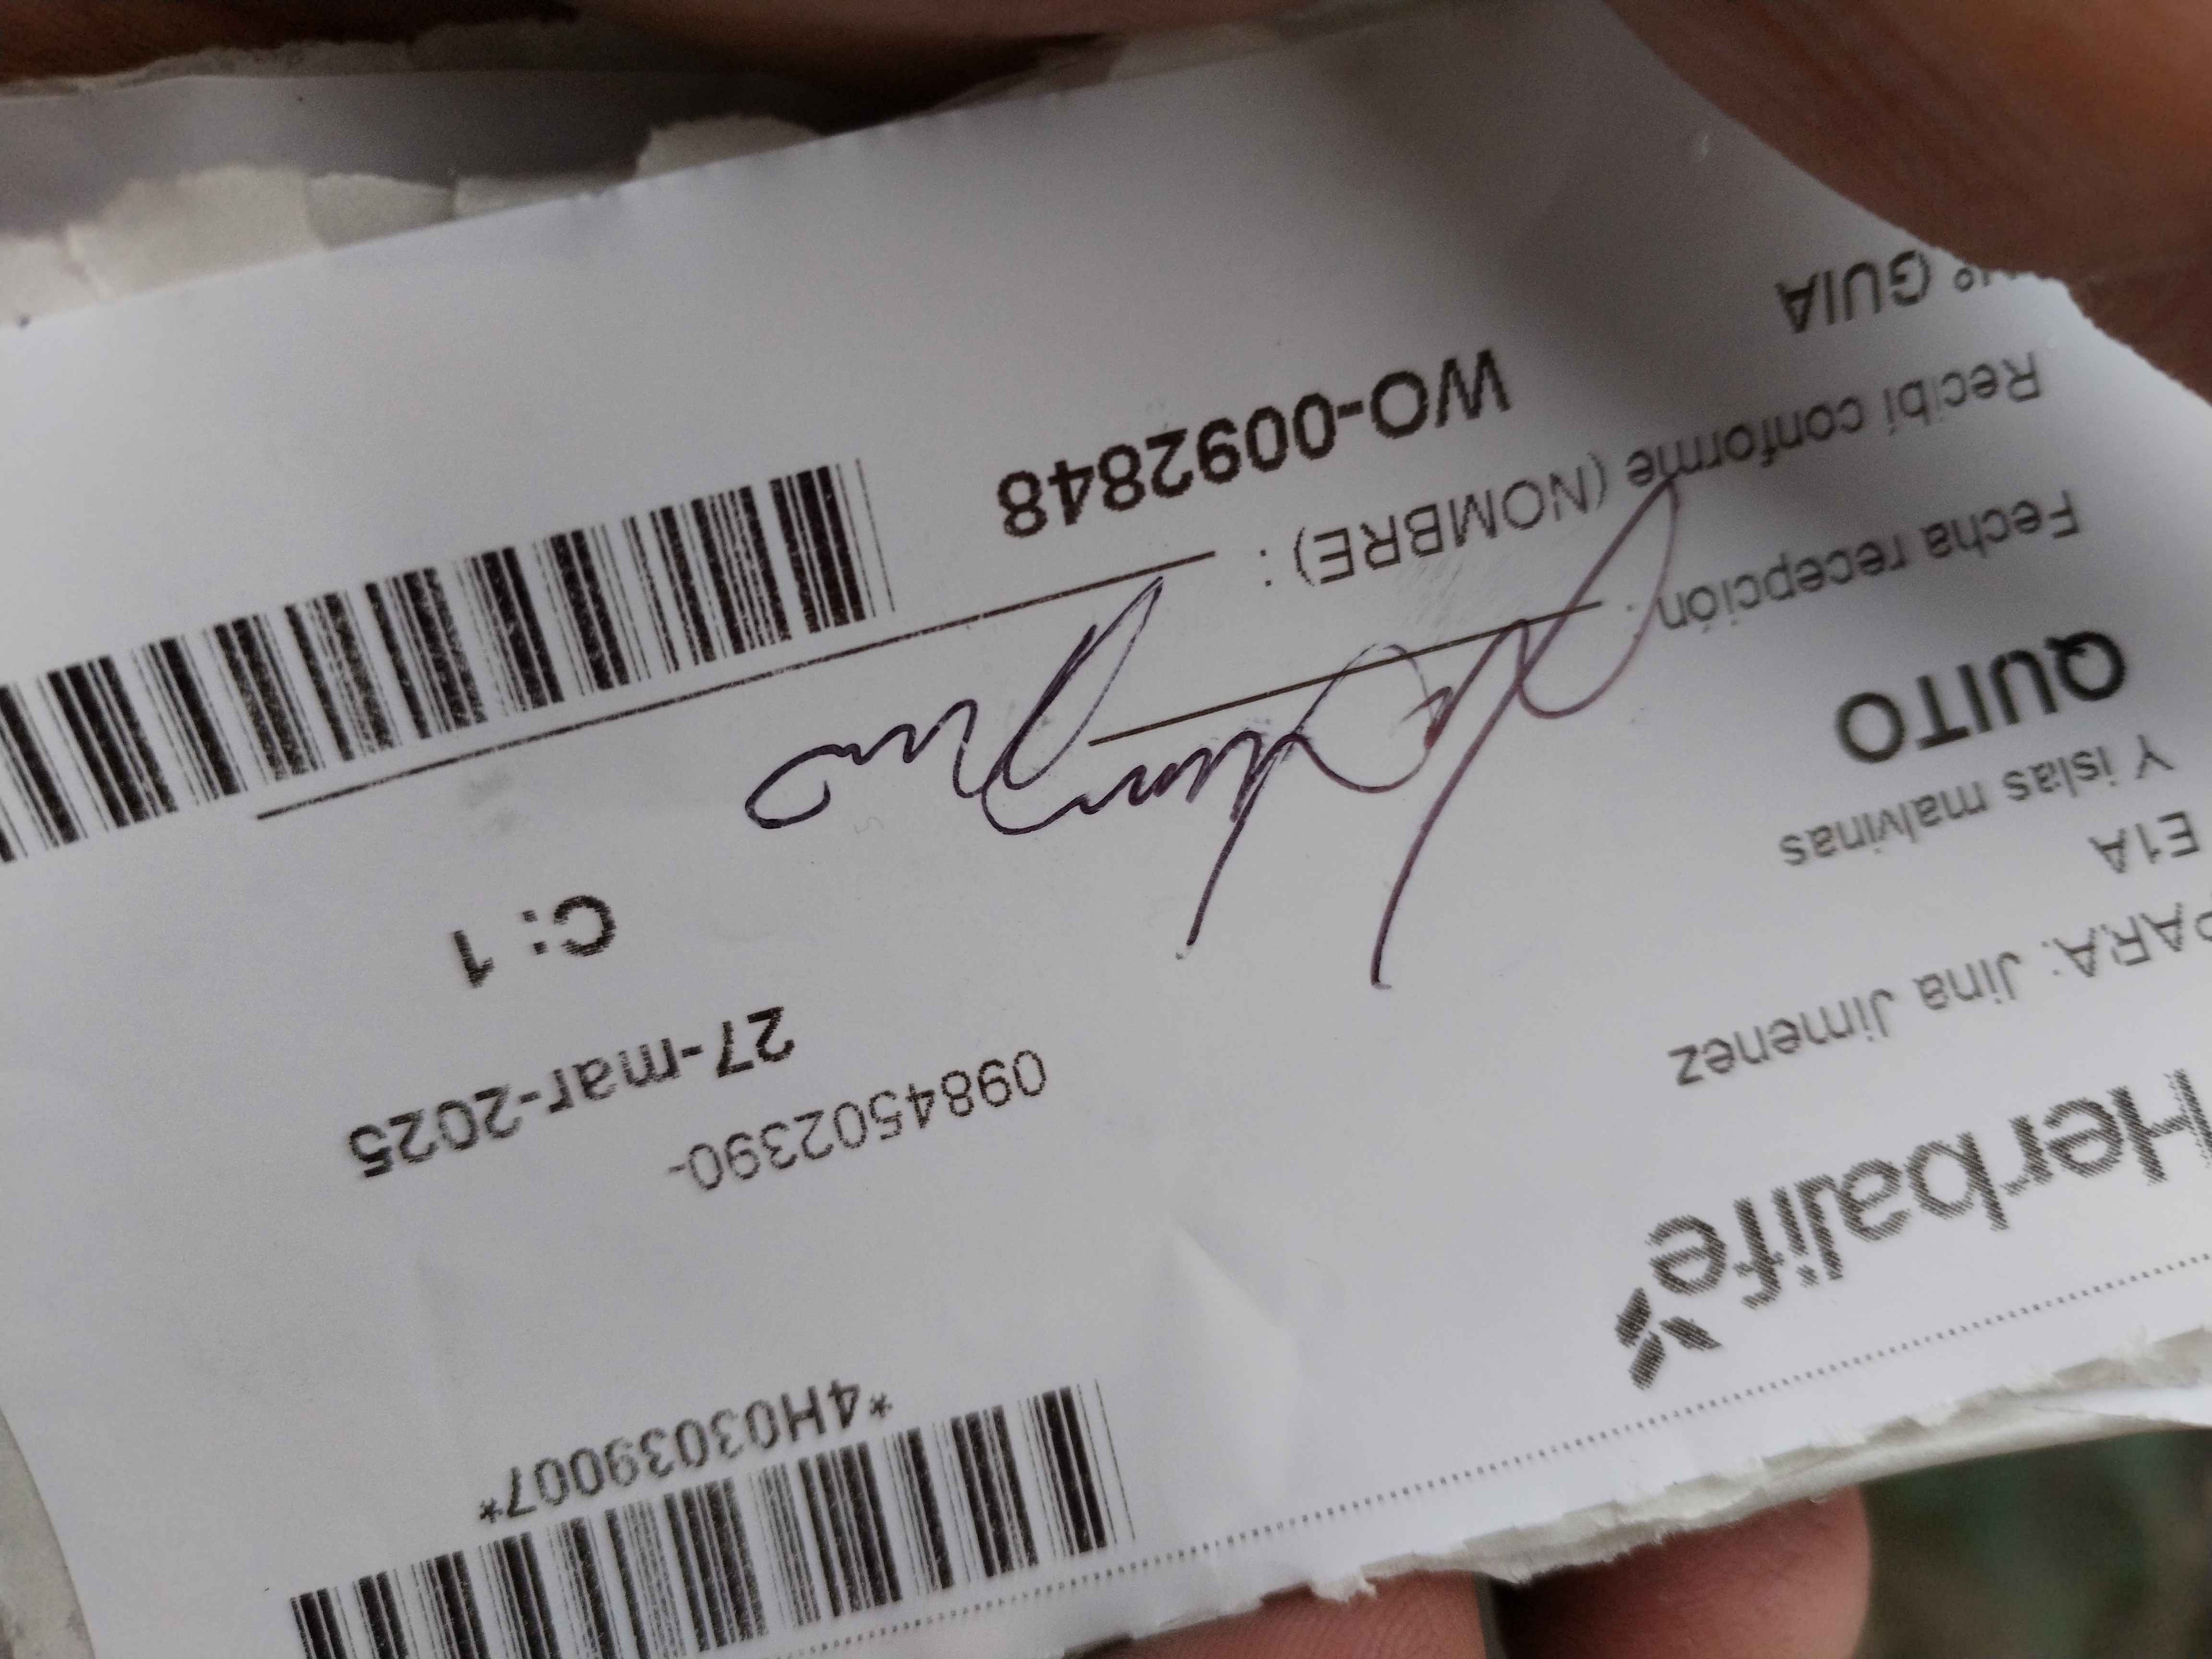 *4H03039007*
Herbalife
PARA: Jina Jimenez
0984502390-
E1A
27-mar-2025
Y islas malvinas
C: 1
QUITO
Fecha recepción :
Recibí conforme (NOMBRE) :
N° GUIA
WO-0092848